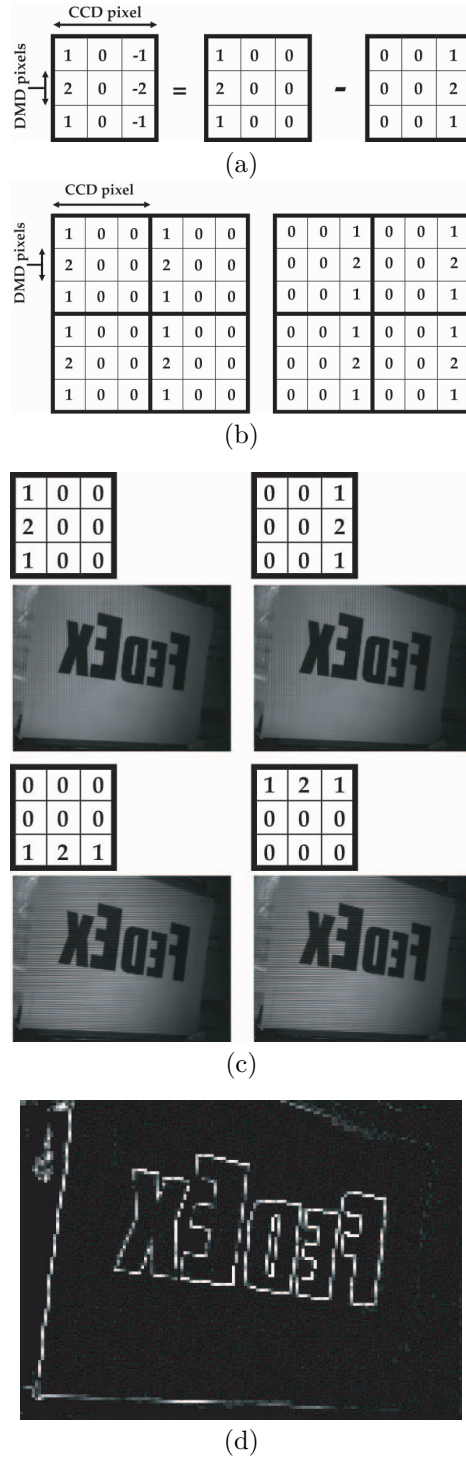 CCD pixel
DMD pixels
1 0 -1 1 0 0 0 0 1
2 0 -2 = 2 0 0 - 0 0 2
1 0 -1 1 0 0 0 0 1
(a)
CCD pixel
DMD pixels
1 0 0 1 0 0 0 0 1 0 0 1
2 0 0 2 0 0 0 0 2 0 0 2
1 0 0 1 0 0 0 0 1 0 0 1
1 0 0 1 0 0 0 0 1 0 0 1
2 0 0 2 0 0 0 0 2 0 0 2
1 0 0 1 0 0 0 0 1 0 0 1
(b)
1 0 0 0 0 1
2 0 0 0 0 2
1 0 0 0 0 1
FEDEX FEDEX
0 0 0 1 2 1
0 0 0 0 0 0
1 2 1 0 0 0
FEDEX FEDEX
(c)
FEDEX
(d)